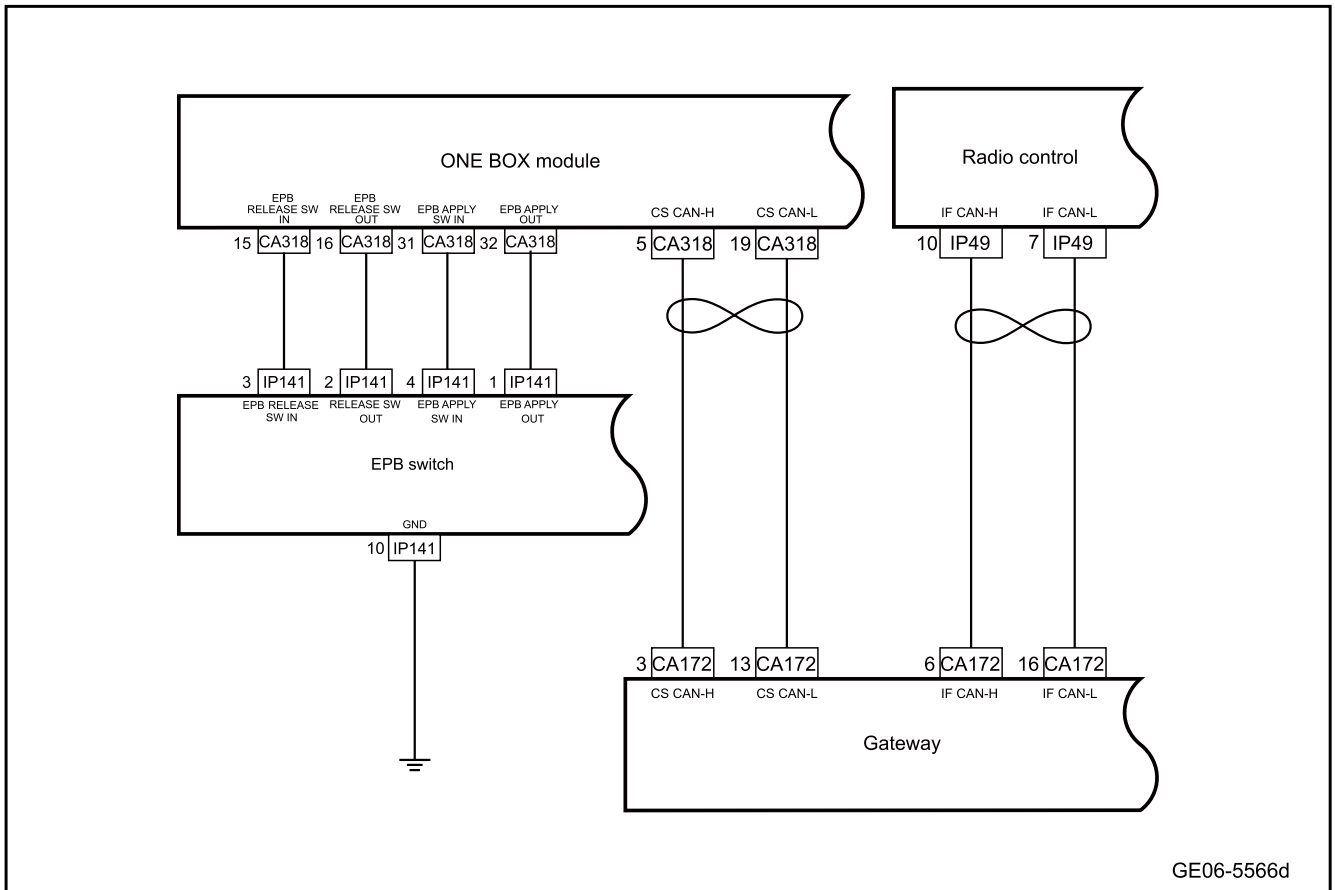 ONE BOX module
Radio control
EPB
RELEASE SW
IN
EPB
RELEASE SW
OUT
EPB APPLY
SW IN
EPB APPLY
OUT
CS CAN-H
CS CAN-L
IF CAN-H
IF CAN-L
15 CA318
16 CA318
31 CA318
32 CA318
5 CA318
19 CA318
10 IP49
7 IP49
3 IP141
2 IP141
4 IP141
1 IP141
EPB RELEASE
SW IN
RELEASE SW
OUT
EPB APPLY
SW IN
EPB APPLY
OUT
EPB switch
GND
10 IP141
3 CA172
13 CA172
6 CA172
16 CA172
CS CAN-H
CS CAN-L
IF CAN-H
IF CAN-L
Gateway
GE06-5566d